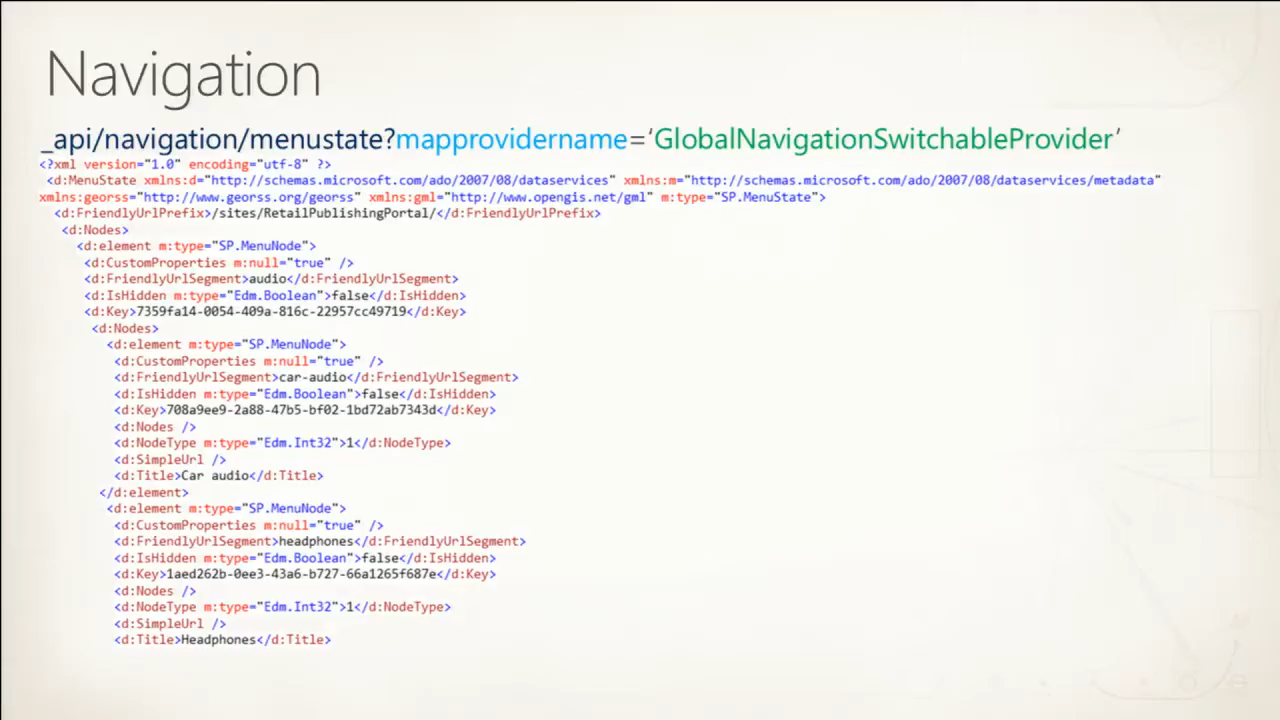 Navigation
_api/navigation/menustate?mapprovidername=‘GlobalNavigationSwitchableProvider’
<?xml version="1.0" encoding="utf-8" ?>
<d:MenuState xmlns:d="http://schemas.microsoft.com/ado/2007/08/dataservices" xmlns:m="http://schemas.microsoft.com/ado/2007/08/dataservices/metadata"
xmlns:georss="http://www.georss.org/georss" xmlns:gml="http://www.opengis.net/gml" m:type="SP.MenuState">
<d:FriendlyUrlPrefix>/sites/RetailPublishingPortal/</d:FriendlyUrlPrefix>
<d:Nodes>
<d:element m:type="SP.MenuNode">
<d:CustomProperties m:null="true" />
<d:FriendlyUrlSegment>audio</d:FriendlyUrlSegment>
<d:IsHidden m:type="Edm.Boolean">false</d:IsHidden>
<d:Key>7359fa14-0054-409a-816c-22957cc49719</d:Key>
<d:Nodes>
<d:element m:type="SP.MenuNode">
<d:CustomProperties m:null="true" />
<d:FriendlyUrlSegment>car-audio</d:FriendlyUrlSegment>
<d:IsHidden m:type="Edm.Boolean">false</d:IsHidden>
<d:Key>708a9ee9-2a88-47b5-bf02-1bd72ab7343d</d:Key>
<d:Nodes />
<d:NodeType m:type="Edm.Int32">1</d:NodeType>
<d:SimpleUrl />
<d:Title>Car audio</d:Title>
</d:element>
<d:element m:type="SP.MenuNode">
<d:CustomProperties m:null="true" />
<d:FriendlyUrlSegment>headphones</d:FriendlyUrlSegment>
<d:IsHidden m:type="Edm.Boolean">false</d:IsHidden>
<d:Key>1aed262b-0ee3-43a6-b727-66a1265f687e</d:Key>
<d:Nodes />
<d:NodeType m:type="Edm.Int32">1</d:NodeType>
<d:SimpleUrl />
<d:Title>Headphones</d:Title>